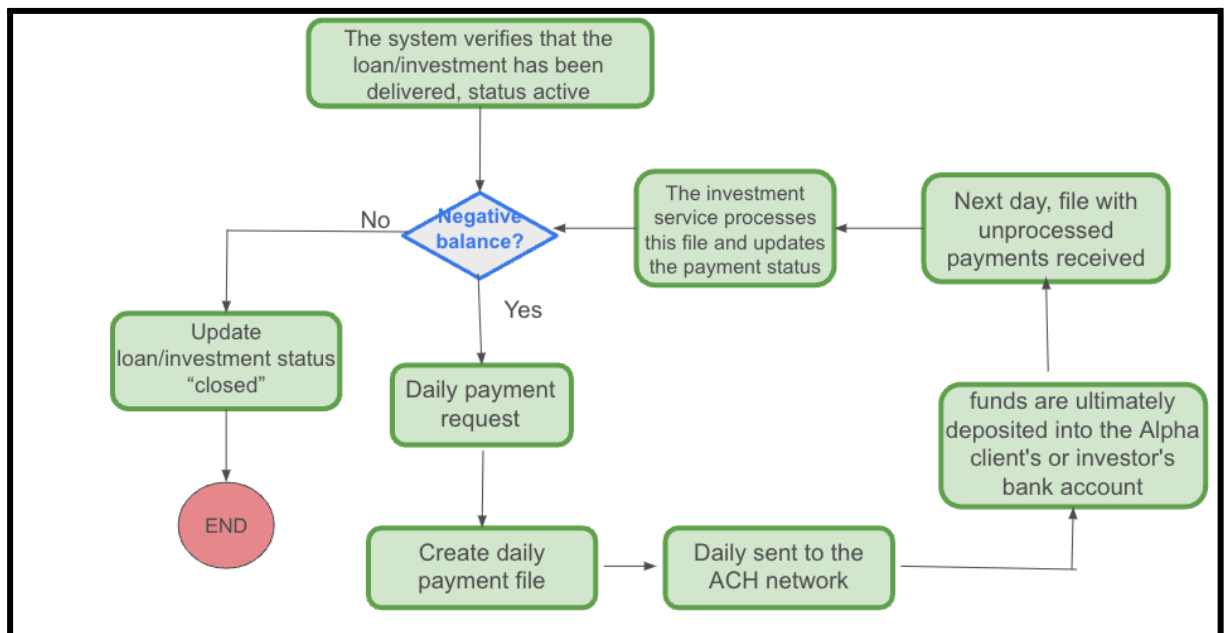 The system verifies that the
loan/investment has been
delivered, status active
Negative
balance?
No
Yes
The investment
service processes
this file and updates
the payment status
Next day, file with
unprocessed
payments received
Update
loan/investment status
“closed”
Daily payment
request
funds are ultimately
deposited into the Alpha
client's or investor's
bank account
END
Create daily
payment file
Daily sent to the
ACH network